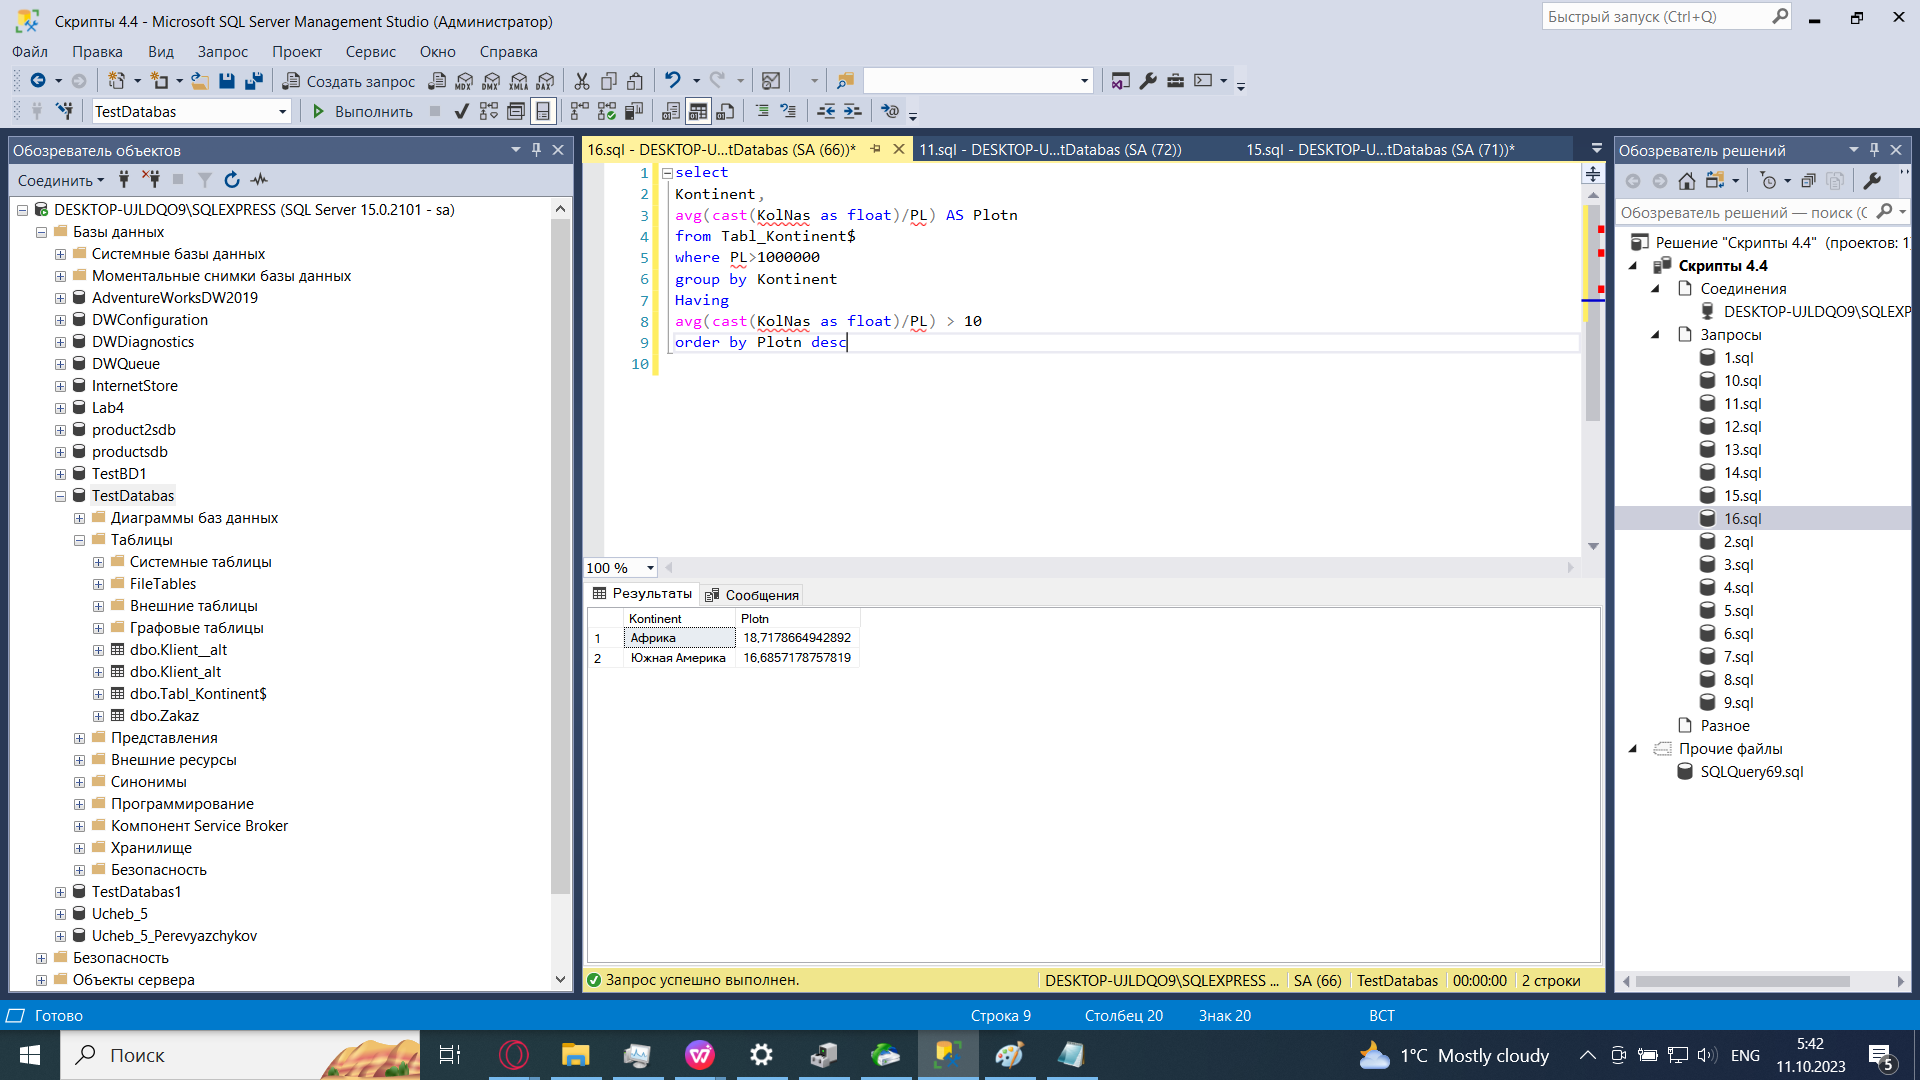 Скрипты 4.4 - Microsoft SQL Server Management Studio (Администратор)
Быстрый запуск (Ctrl+Q)
Файл Правка Вид Запрос Проект Сервис Окно Справка
Создать запрос
MDX DMX XMLA DAX
TestDatabas
Выполнить
Обозреватель объектов
Соединить
DESKTOP-UJLDQO9\SQLEXPRESS (SQL Server 15.0.2101 - sa)
Базы данных
Системные базы данных
Моментальные снимки базы данных
AdventureWorksDW2019
DWConfiguration
DWDiagnostics
DWQueue
InternetStore
Lab4
product2sdb
productsdb
TestBD1
TestDatabas
Диаграммы баз данных
Таблицы
Системные таблицы
FileTables
Внешние таблицы
Графовые таблицы
dbo.Klient__alt
dbo.Klient_alt
dbo.Tabl_Kontinent$
dbo.Zakaz
Представления
Внешние ресурсы
Синонимы
Программирование
Компонент Service Broker
Хранилище
Безопасность
TestDatabas1
Ucheb_5
Ucheb_5_Perevyazchykov
Безопасность
Объекты сервера
16.sql - DESKTOP-U...tDatabas (SA (66))*
11.sql - DESKTOP-U...tDatabas (SA (72))
15.sql - DESKTOP-U...tDatabas (SA (71))*
1 select
2 Kontinent,
3 avg(cast(KolNas as float)/PL) AS Plotn
4 from Tabl_Kontinent$
5 where PL>1000000
6 group by Kontinent
7 Having
8 avg(cast(KolNas as float)/PL) > 10
9 order by Plotn desc
10
100 %
Результаты Сообщения
Kontinent Plotn
1 Африка 18,7178664942892
2 Южная Америка 16,6857178757819
Запрос успешно выполнен.
DESKTOP-UJLDQO9\SQLEXPRESS ... SA (66) TestDatabas 00:00:00 2 строки
Обозреватель решений
Обозреватель решений — поиск (C
Решение "Скрипты 4.4" (проектов: 1)
Скрипты 4.4
Соединения
DESKTOP-UJLDQO9\SQLEXP
Запросы
1.sql
10.sql
11.sql
12.sql
13.sql
14.sql
15.sql
16.sql
2.sql
3.sql
4.sql
5.sql
6.sql
7.sql
8.sql
9.sql
Разное
Прочие файлы
SQLQuery69.sql
Готово
Строка 9 Столбец 20 Знак 20 ВСТ
Поиск
1°C Mostly cloudy
ENG
5:42
11.10.2023
5